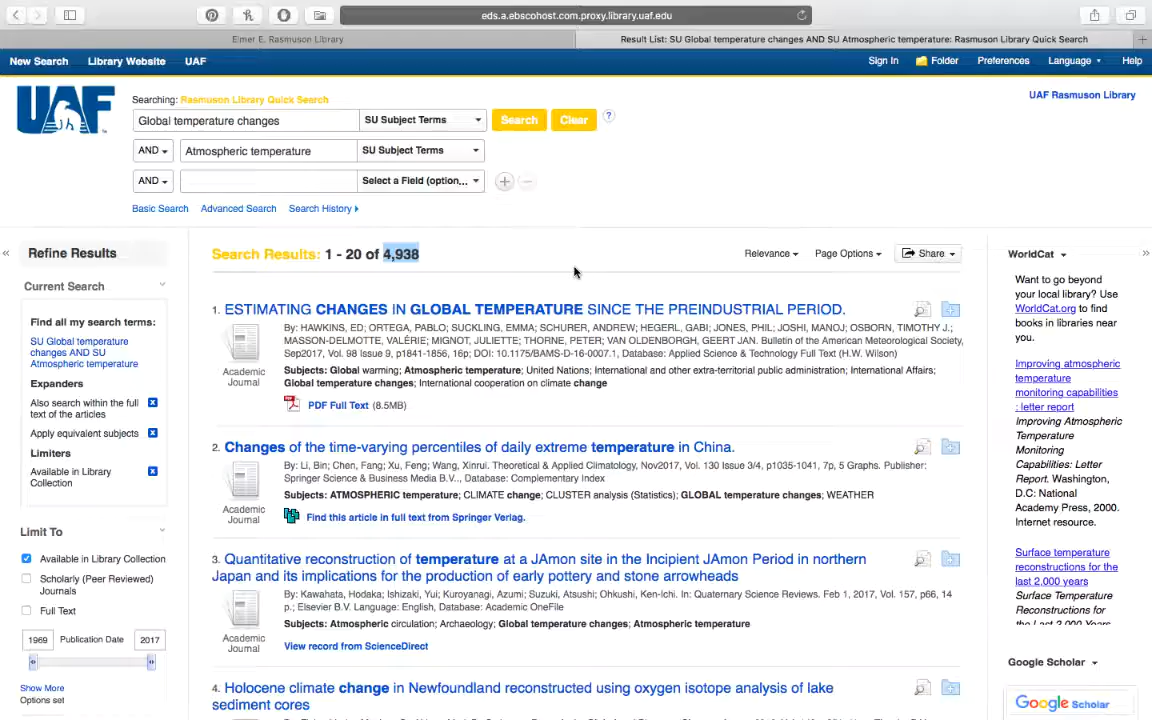 eds.a.ebscohost.com.proxy.library.uaf.edu
Elmer E. Rasmuson Library
Result List: SU Global temperature changes AND SU Atmospheric temperature: Rasmuson Library Quick Search
New Search
Library Website
UAF
Sign In
Folder
Preferences
Language
Help
UAF
Searching: Rasmuson Library Quick Search
UAF Rasmuson Library
Global temperature changes
SU Subject Terms
Search
Clear
?
AND
Atmospheric temperature
SU Subject Terms
AND
Select a Field (option...
Basic Search
Advanced Search
Search History
«
Refine Results
Current Search
Find all my search terms:
SU Global temperature
changes AND SU
Atmospheric temperature
Expanders
Also search within the full
text of the articles
Apply equivalent subjects
Limiters
Available in Library
Collection
Limit To
Available in Library Collection
Scholarly (Peer Reviewed)
Journals
Full Text
1969
Publication Date
2017
Show More
Options set
Search Results: 1 - 20 of 4,938
Relevance
Page Options
Share
1. ESTIMATING CHANGES IN GLOBAL TEMPERATURE SINCE THE PREINDUSTRIAL PERIOD.
By: HAWKINS, ED; ORTEGA, PABLO; SUCKLING, EMMA; SCHURER, ANDREW; HEGERL, GABI; JONES, PHIL; JOSHI, MANOJ; OSBORN, TIMOTHY J.;
MASSON-DELMOTTE, VALÉRIE; MIGNOT, JULIETTE; THORNE, PETER; VAN OLDENBORGH, GEERT JAN. Bulletin of the American Meteorological Society,
Sep2017, Vol. 98 Issue 9, p1841-1856, 16p; DOI: 10.1175/BAMS-D-16-0007.1, Database: Applied Science & Technology Full Text (H.W. Wilson)
Academic
Journal
Subjects: Global warming; Atmospheric temperature; United Nations; International and other extra-territorial public administration; International Affairs;
Global temperature changes; International cooperation on climate change
PDF Full Text (8.5MB)
2. Changes of the time-varying percentiles of daily extreme temperature in China.
By: Li, Bin; Chen, Fang; Xu, Feng; Wang, Xinrui. Theoretical & Applied Climatology, Nov2017, Vol. 130 Issue 3/4, p1035-1041, 7p, 5 Graphs. Publisher:
Springer Science & Business Media B.V.., Database: Complementary Index
Academic
Journal
Subjects: ATMOSPHERIC temperature; CLIMATE change; CLUSTER analysis (Statistics); GLOBAL temperature changes; WEATHER
Find this article in full text from Springer Verlag.
3. Quantitative reconstruction of temperature at a JAmon site in the Incipient JAmon Period in northern
Japan and its implications for the production of early pottery and stone arrowheads
By: Kawahata, Hodaka; Ishizaki, Yui; Kuroyanagi, Azumi; Suzuki, Atsushi; Ohkushi, Ken-Ichi. In: Quaternary Science Reviews. Feb 1, 2017, Vol. 157, p66, 14
p.; Elsevier B.V. Language: English, Database: Academic OneFile
Academic
Journal
Subjects: Atmospheric circulation; Archaeology; Global temperature changes; Atmospheric temperature
View record from ScienceDirect
4. Holocene climate change in Newfoundland reconstructed using oxygen isotope analysis of lake
sediment cores
WorldCat
»
Want to go beyond
your local library? Use
WorldCat.org to find
books in libraries near
you.
Improving atmospheric
temperature
monitoring capabilities
: letter report
Improving Atmospheric
Temperature
Monitoring
Capabilities: Letter
Report. Washington,
D.C: National
Academy Press, 2000.
Internet resource.
Surface temperature
reconstructions for the
last 2,000 years
Surface Temperature
Reconstructions for
the Last 2,000 Years
Google Scholar
Google Scholar